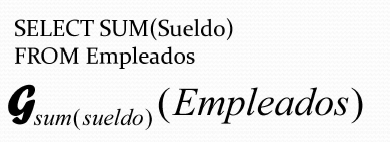 SELECT SUM(Sueldo)
FROM Empleados
𝓖sum(sueldo)(Empleados)